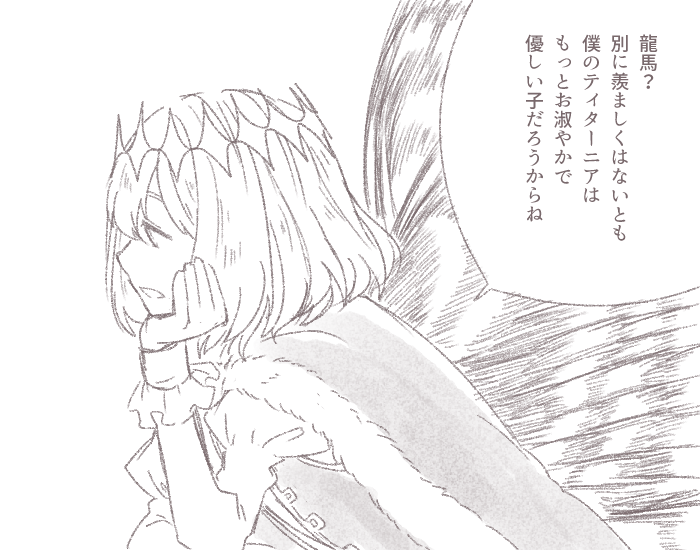 龍馬？
別に羨ましくはないとも
僕のティターニアは
もっとお淑やかで
優しい子だろうからね